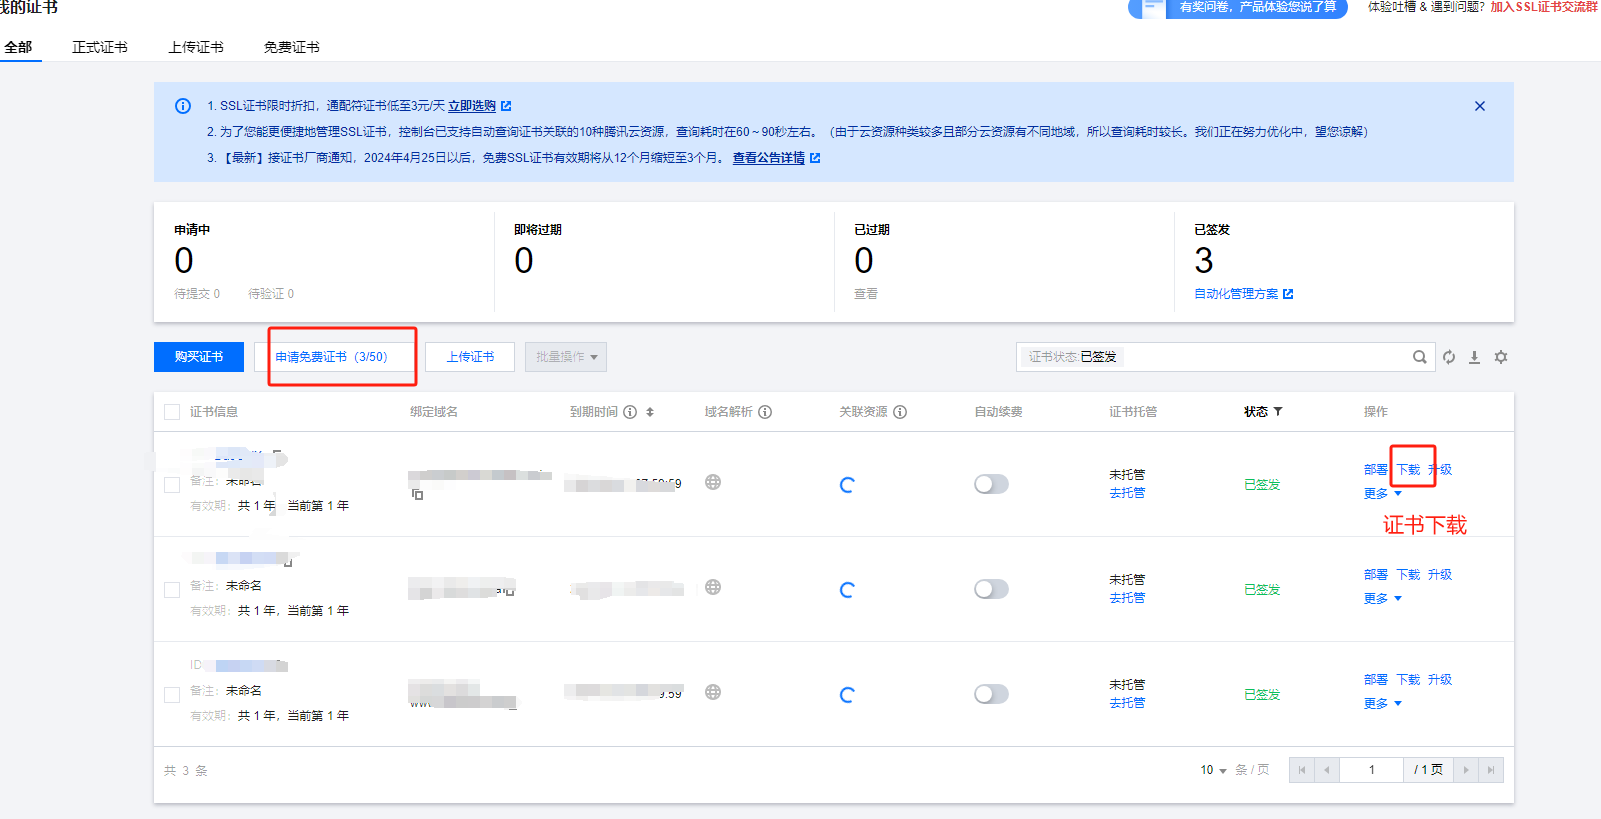 我的证书
有奖问卷，产品体验您说了算
体验吐槽 & 遇到问题？加入SSL证书交流群
全部 正式证书 上传证书 免费证书
1. SSL证书限时折扣，通配符证书低至3元/天 立即选购
2. 为了您能更便捷地管理SSL证书，控制台已支持自动查询证书关联的10种腾讯云资源，查询耗时在60～90秒左右。（由于云资源种类较多且部分云资源有不同地域，所以查询耗时较长。我们正在努力优化中，望您谅解）
3. 【最新】接证书厂商通知，2024年4月25日以后，免费SSL证书有效期将从12个月缩短至3个月。 查看公告详情
申请中 即将过期 已过期 已签发
0 0 0 3
待提交 0 待验证 0 查看 自动化管理方案
购买证书 申请免费证书（3/50） 上传证书 批量操作 证书状态:已签发
证书信息 绑定域名 到期时间 域名解析 关联资源 自动续费 证书托管 状态 操作
备注：未命名
有效期：共 1 年，当前第 1 年
未托管
去托管
已签发
部署 下载 升级
更多
证书下载
备注：未命名
有效期：共 1 年，当前第 1 年
未托管
去托管
已签发
部署 下载 升级
更多
ID
备注：未命名
有效期：共 1 年，当前第 1 年
9:59
未托管
去托管
已签发
部署 下载 升级
更多
共 3 条
10 条 / 页 1 / 1 页